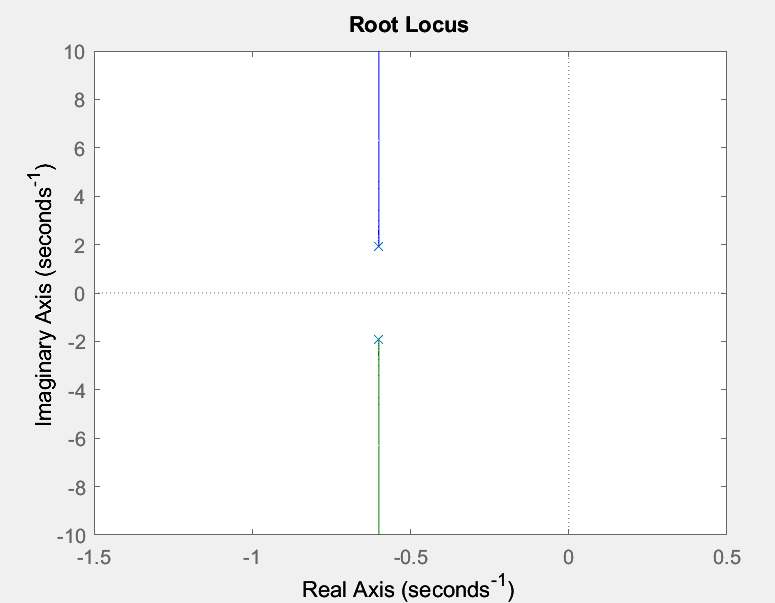 Root Locus
10
8
6
4
2
0
-2
-4
-6
-8
-10
Imaginary Axis (seconds⁻¹)
-1.5 -1 -0.5 0 0.5
Real Axis (seconds⁻¹)